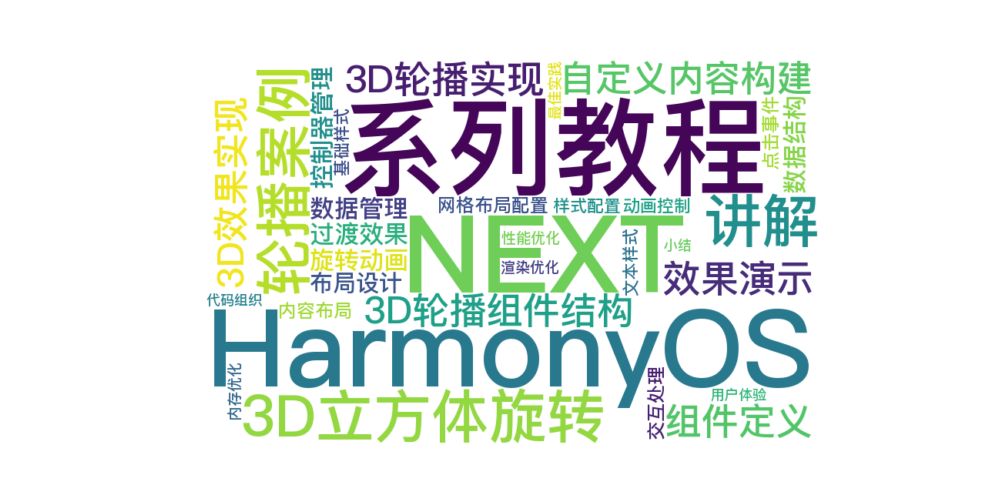 3D轮播实现
最佳实践
自定义内容构建
3D效果实现
轮播案例
控制器管理
基础样式
系列教程
点击事件
数据结构
数据管理
网格布局配置
样式配置
动画控制
讲解
过渡效果
NEXT
性能优化
文本样式
小结
旋转动画
渲染优化
效果演示
布局设计
代码组织
内容布局
3D轮播组件结构
HarmonyOS
内存优化
3D立方体旋转
交互处理
用户体验
组件定义